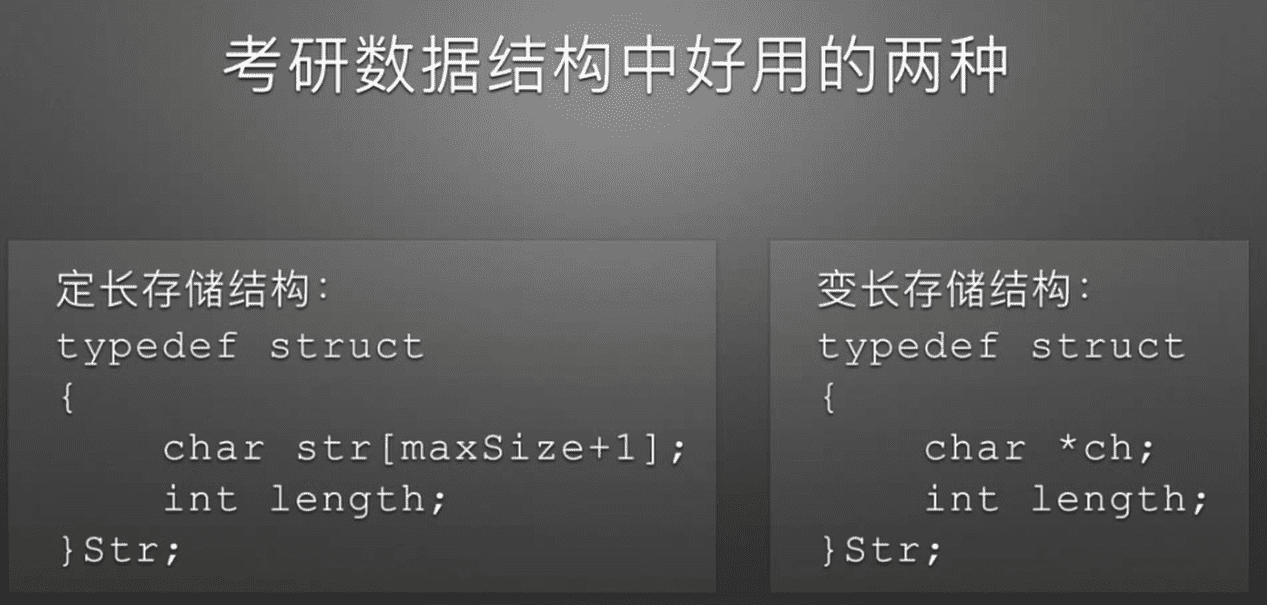 考研数据结构中好用的两种
定长存储结构：
typedef struct
{
    char str[maxSize+1];
    int length;
}Str;
变长存储结构：
typedef struct
{
    char *ch;
    int length;
}Str;